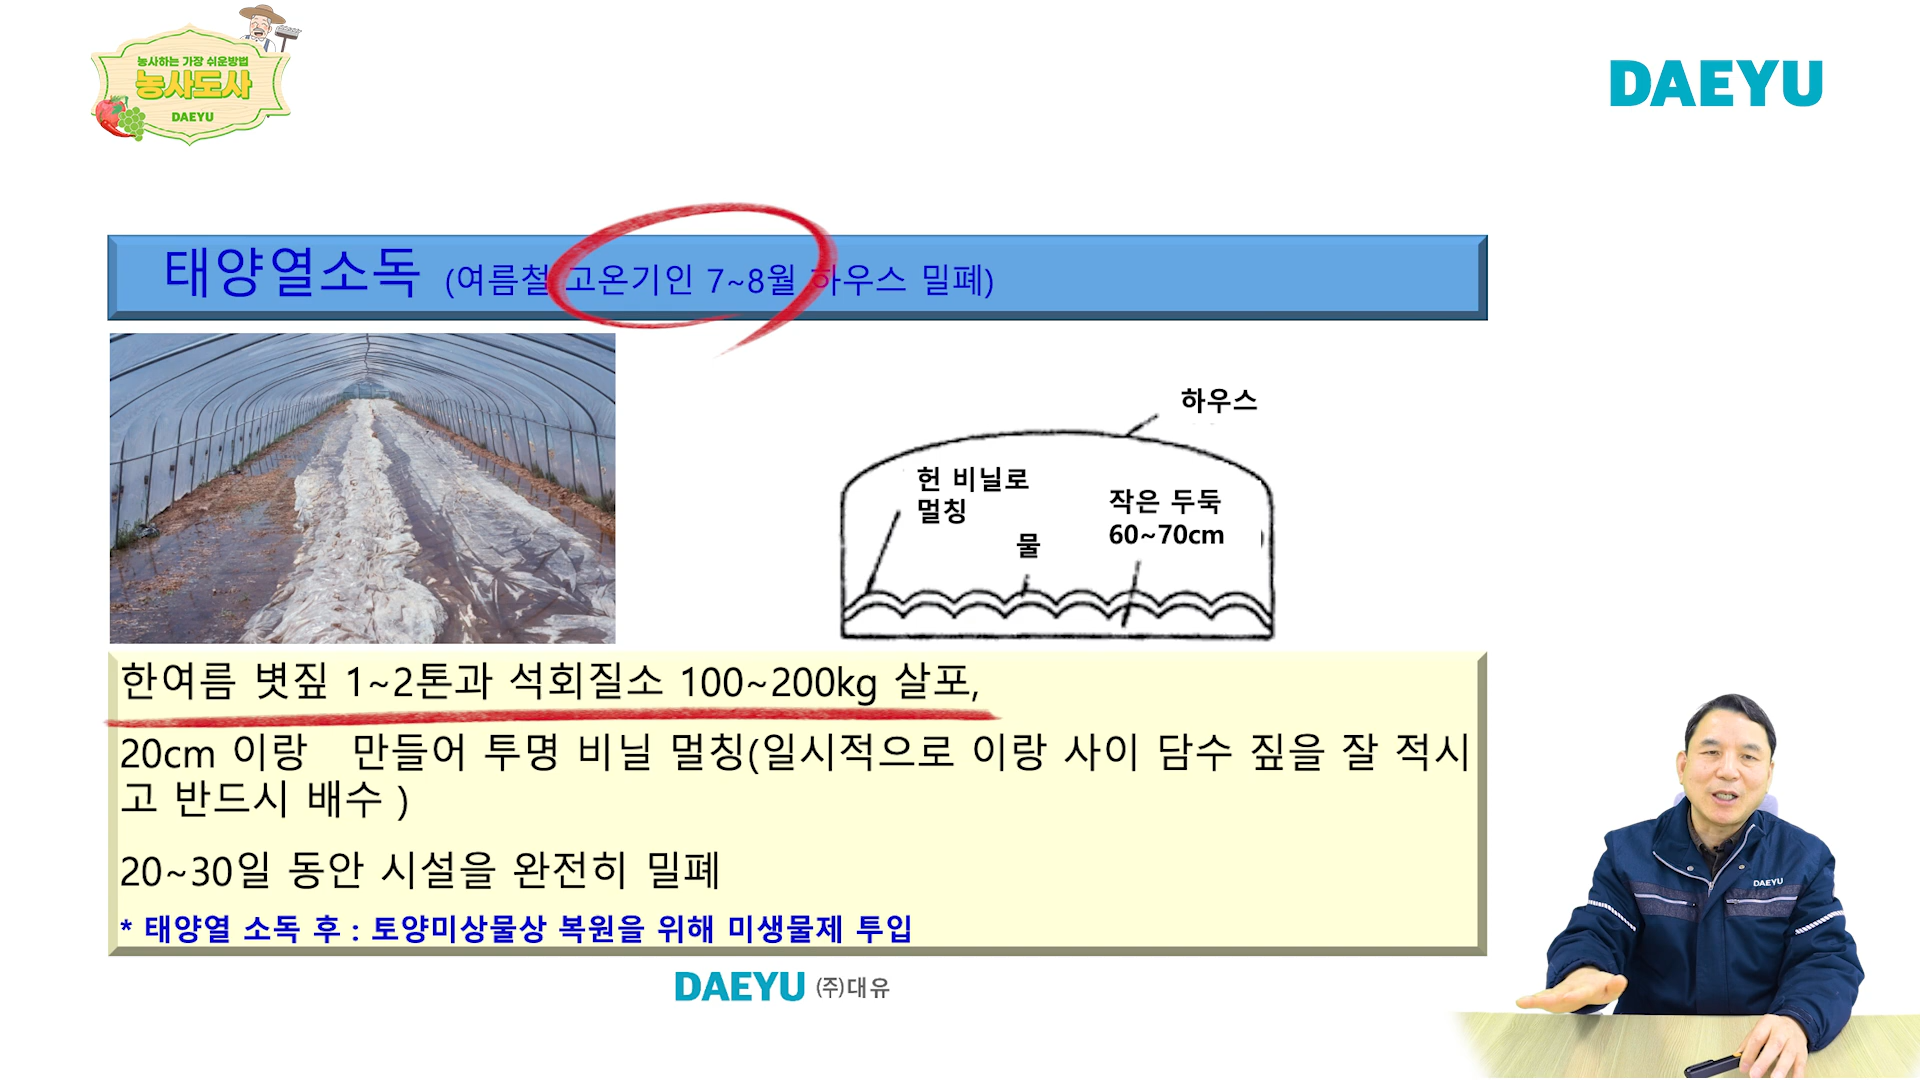 농사하는 가장 쉬운방법
농사도사
DAEYU
DAEYU
태양열소독 (여름철 고온기인 7~8월 하우스 밀폐)
하우스
헌 비닐로
멀칭
물
작은 두둑
60~70cm
한여름 볏짚 1~2톤과 석회질소 100~200kg 살포,
20cm 이랑 만들어 투명 비닐 멀칭(일시적으로 이랑 사이 담수 짚을 잘 적시
고 반드시 배수 )
20~30일 동안 시설을 완전히 밀폐
* 태양열 소독 후 : 토양미상물상 복원을 위해 미생물제 투입
DAEYU
DAEYU (주)대유